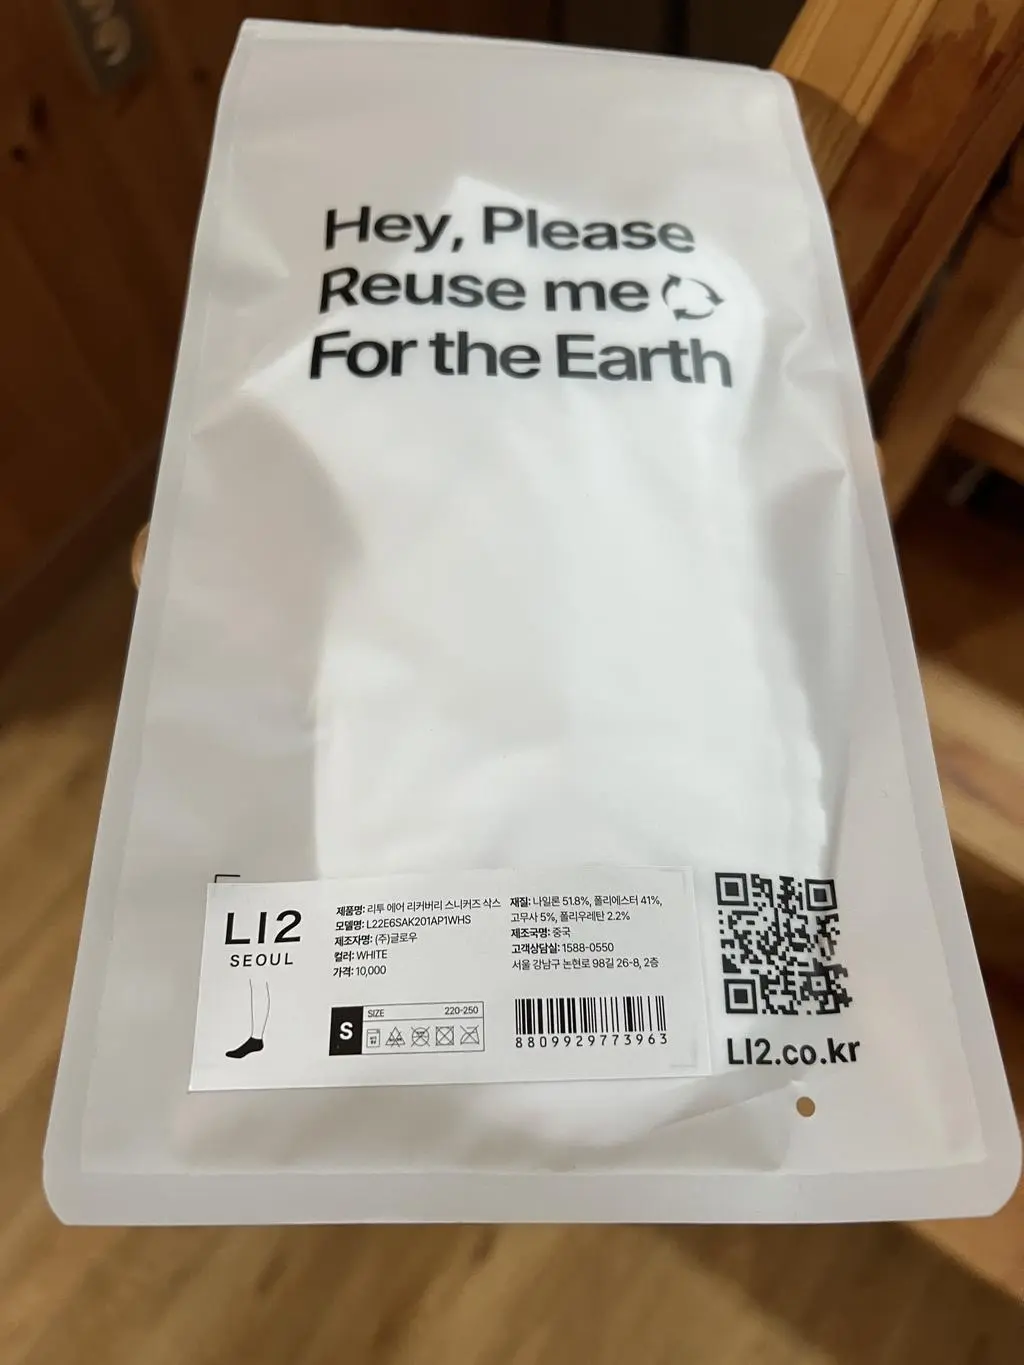 Hey, Please
Reuse me
For the Earth
LI2
SEOUL
제품명: 리투 에어 리커버리 스니커즈 삭스
모델명: L22E6SAK201AP1WHS
제조자명: (주)글로우
컬러: WHITE
가격: 10,000
재질: 나일론 51.8%, 폴리에스터 41%,
고무사 5%, 폴리우레탄 2.2%
제조국명: 중국
고객상담실: 1588-0550
서울 강남구 논현로 98길 26-8, 2층
S
SIZE 220-250
8809929773963
LI2.co.kr